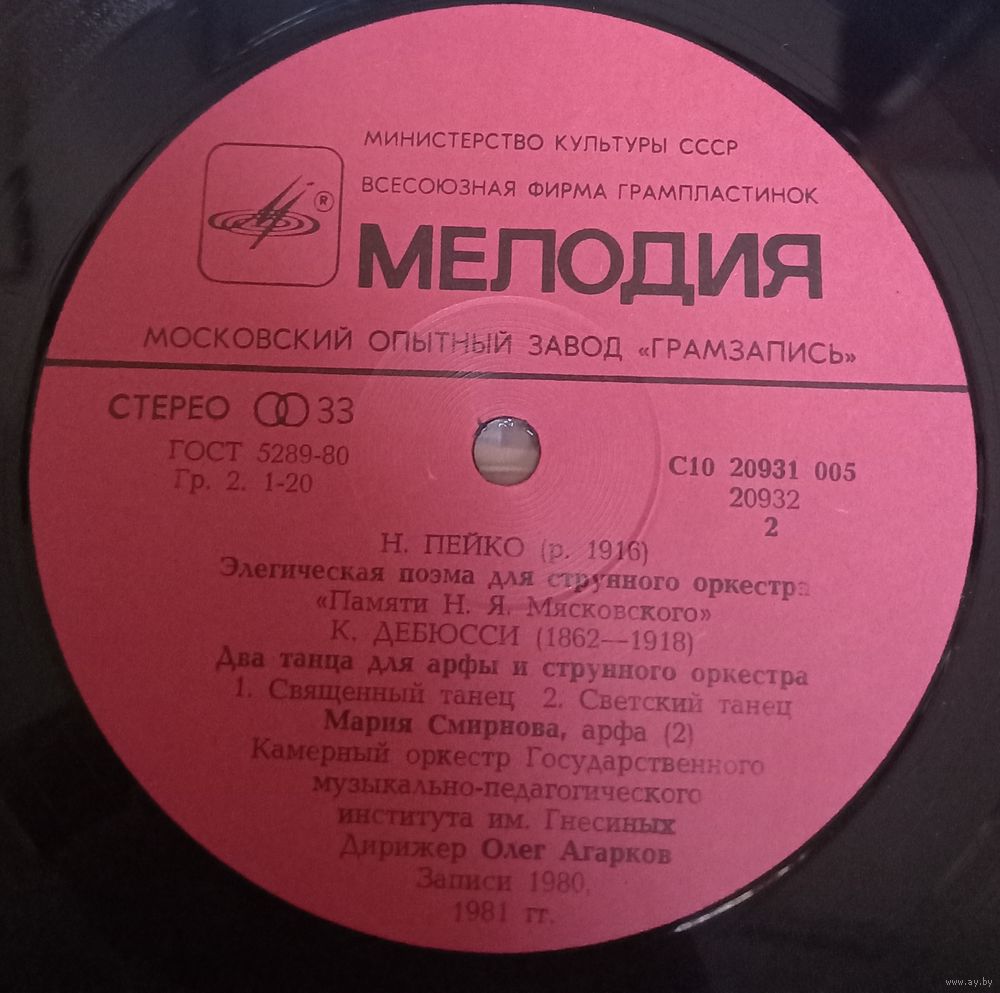 МИНИСТЕРСТВО КУЛЬТУРЫ СССР
ВСЕСОЮЗНАЯ ФИРМА ГРАМПЛАСТИНОК
®
МЕЛОДИЯ
МОСКОВСКИЙ ОПЫТНЫЙ ЗАВОД «ГРАМЗАПИСЬ»
СТЕРЕО 33
ГОСТ 5289-80
Гр. 2. 1-20
С10 20931 005
20932
2
Н. ПЕЙКО (р. 1916)
Элегическая поэма для струнного оркестра
«Памяти Н. Я. Мясковского»
К. ДЕБЮССИ (1862—1918)
Два танца для арфы и струнного оркестра
1. Священный танец 2. Светский танец
Мария Смирнова, арфа (2)
Камерный оркестр Государственного
музыкально-педагогического
института им. Гнесиных
Дирижер Олег Агарков
Записи 1980,
1981 гг.
www.ay.by